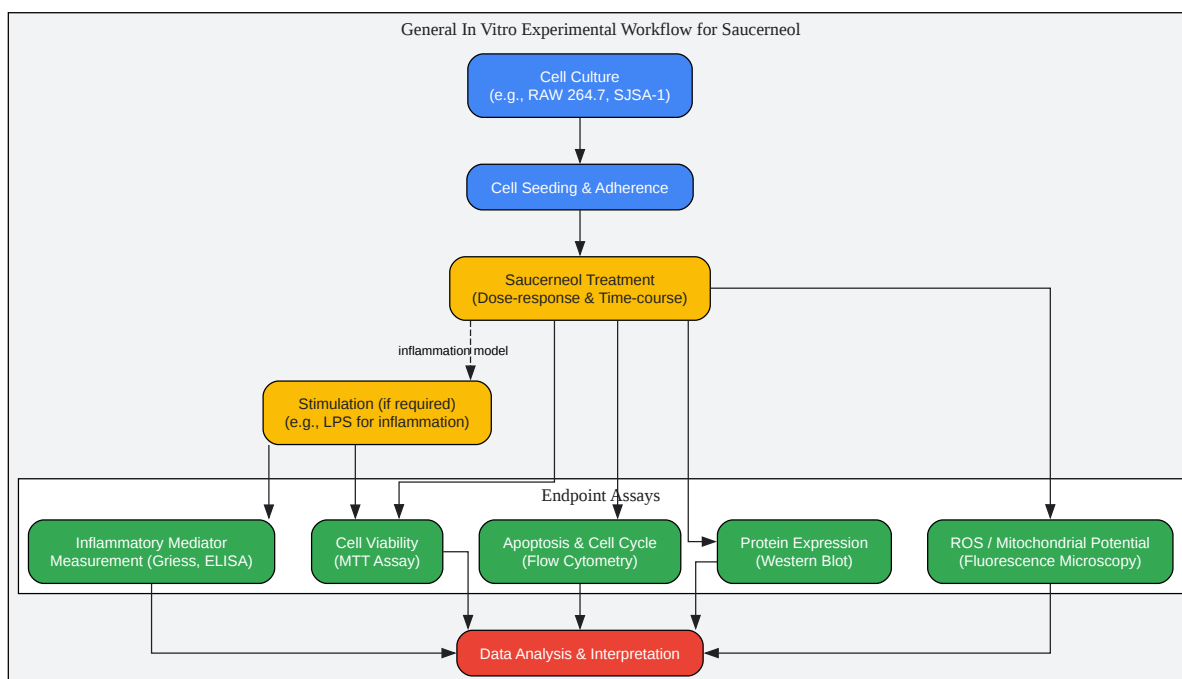 General In Vitro Experimental Workflow for Saucerneol
Cell Culture
(e.g., RAW 264.7, SJSA-1)
Cell Seeding & Adherence
Saucerneol Treatment
(Dose-response & Time-course)
inflammation model
Stimulation (if required)
(e.g., LPS for inflammation)
Endpoint Assays
Inflammatory Mediator
Measurement (Griess, ELISA)
Cell Viability
(MTT Assay)
Apoptosis & Cell Cycle
(Flow Cytometry)
Protein Expression
(Western Blot)
ROS / Mitochondrial Potential
(Fluorescence Microscopy)
Data Analysis & Interpretation